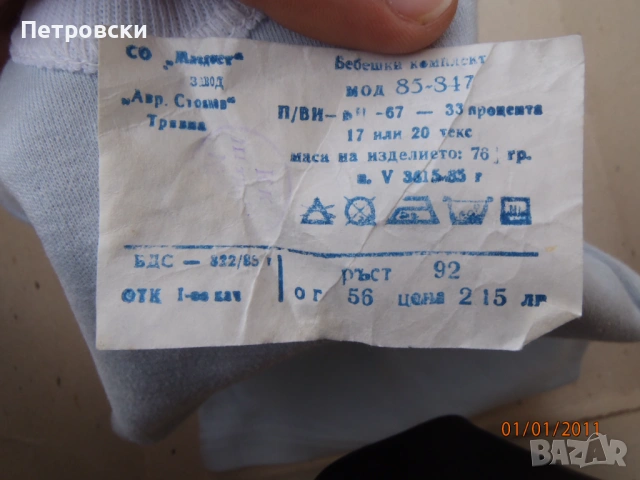 Петровски
СО „Младост"
ЗАВОД
„Авр. Стоянов"
Трявна
Бебешки комплект
мод 85-847
П/ВИ- -67 — 33 процента
17 или 20 текс
маса на изделието: 76 гр.
п. V 3815-85 г
БДС — 822/85 г
ОТК I-во кач
ръст 92
ог 56 цена 2 15 лв
01/01/2011
BAZAR